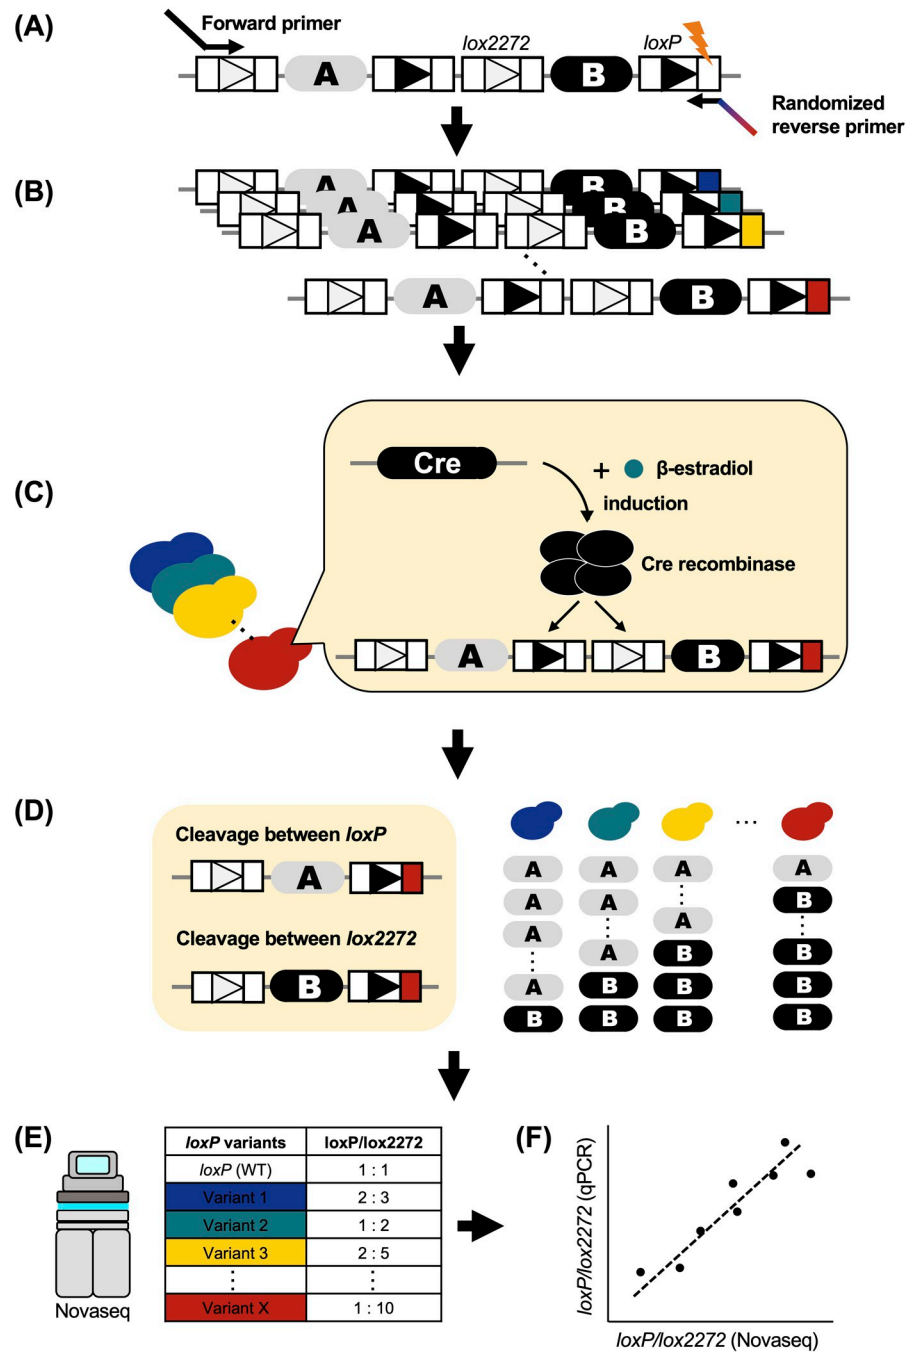 (A)
Forward primer
lox2272
loxP
A
B
Randomized
reverse primer
(B)
A
B
A
B
A
B
A
B
(C)
Cre
+ β-estradiol
induction
Cre recombinase
A
B
(D)
Cleavage between loxP
A
Cleavage between lox2272
B
...
A A A A
A A B
A A
A B B
A B B B
B B B B
(E)
Novaseq
loxP variants loxP/lox2272
loxP (WT) 1 : 1
Variant 1 2 : 3
Variant 2 1 : 2
Variant 3 2 : 5
Variant X 1 : 10
(F)
loxP/lox2272 (qPCR)
loxP/lox2272 (Novaseq)